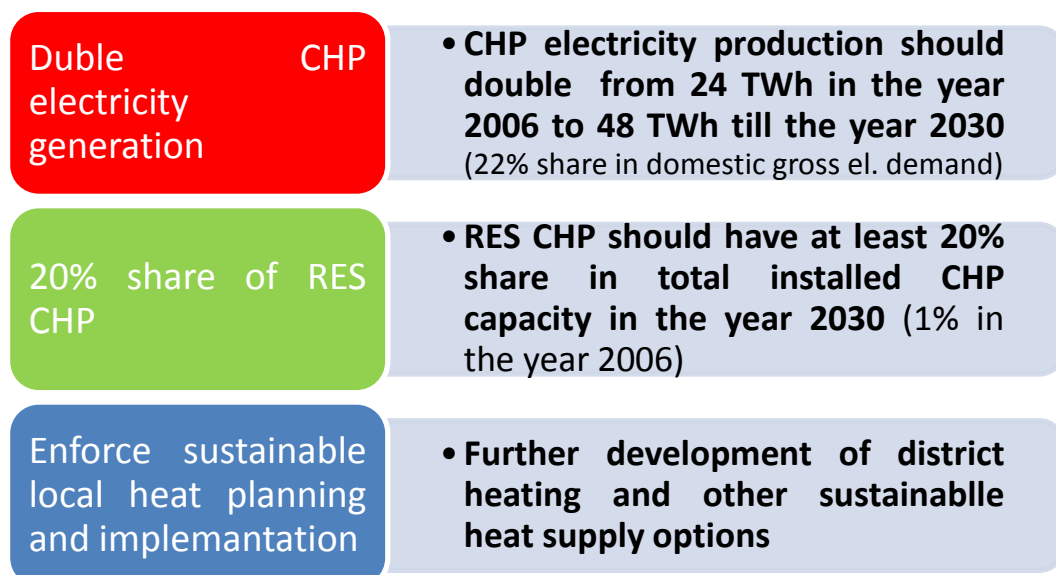 Duble CHP
electricity
generation
• CHP electricity production should
double from 24 TWh in the year
2006 to 48 TWh till the year 2030
(22% share in domestic gross el. demand)
20% share of RES
CHP
• RES CHP should have at least 20%
share in total installed CHP
capacity in the year 2030 (1% in
the year 2006)
Enforce sustainable
local heat planning
and implemantation
• Further development of district
heating and other sustainablle
heat supply options